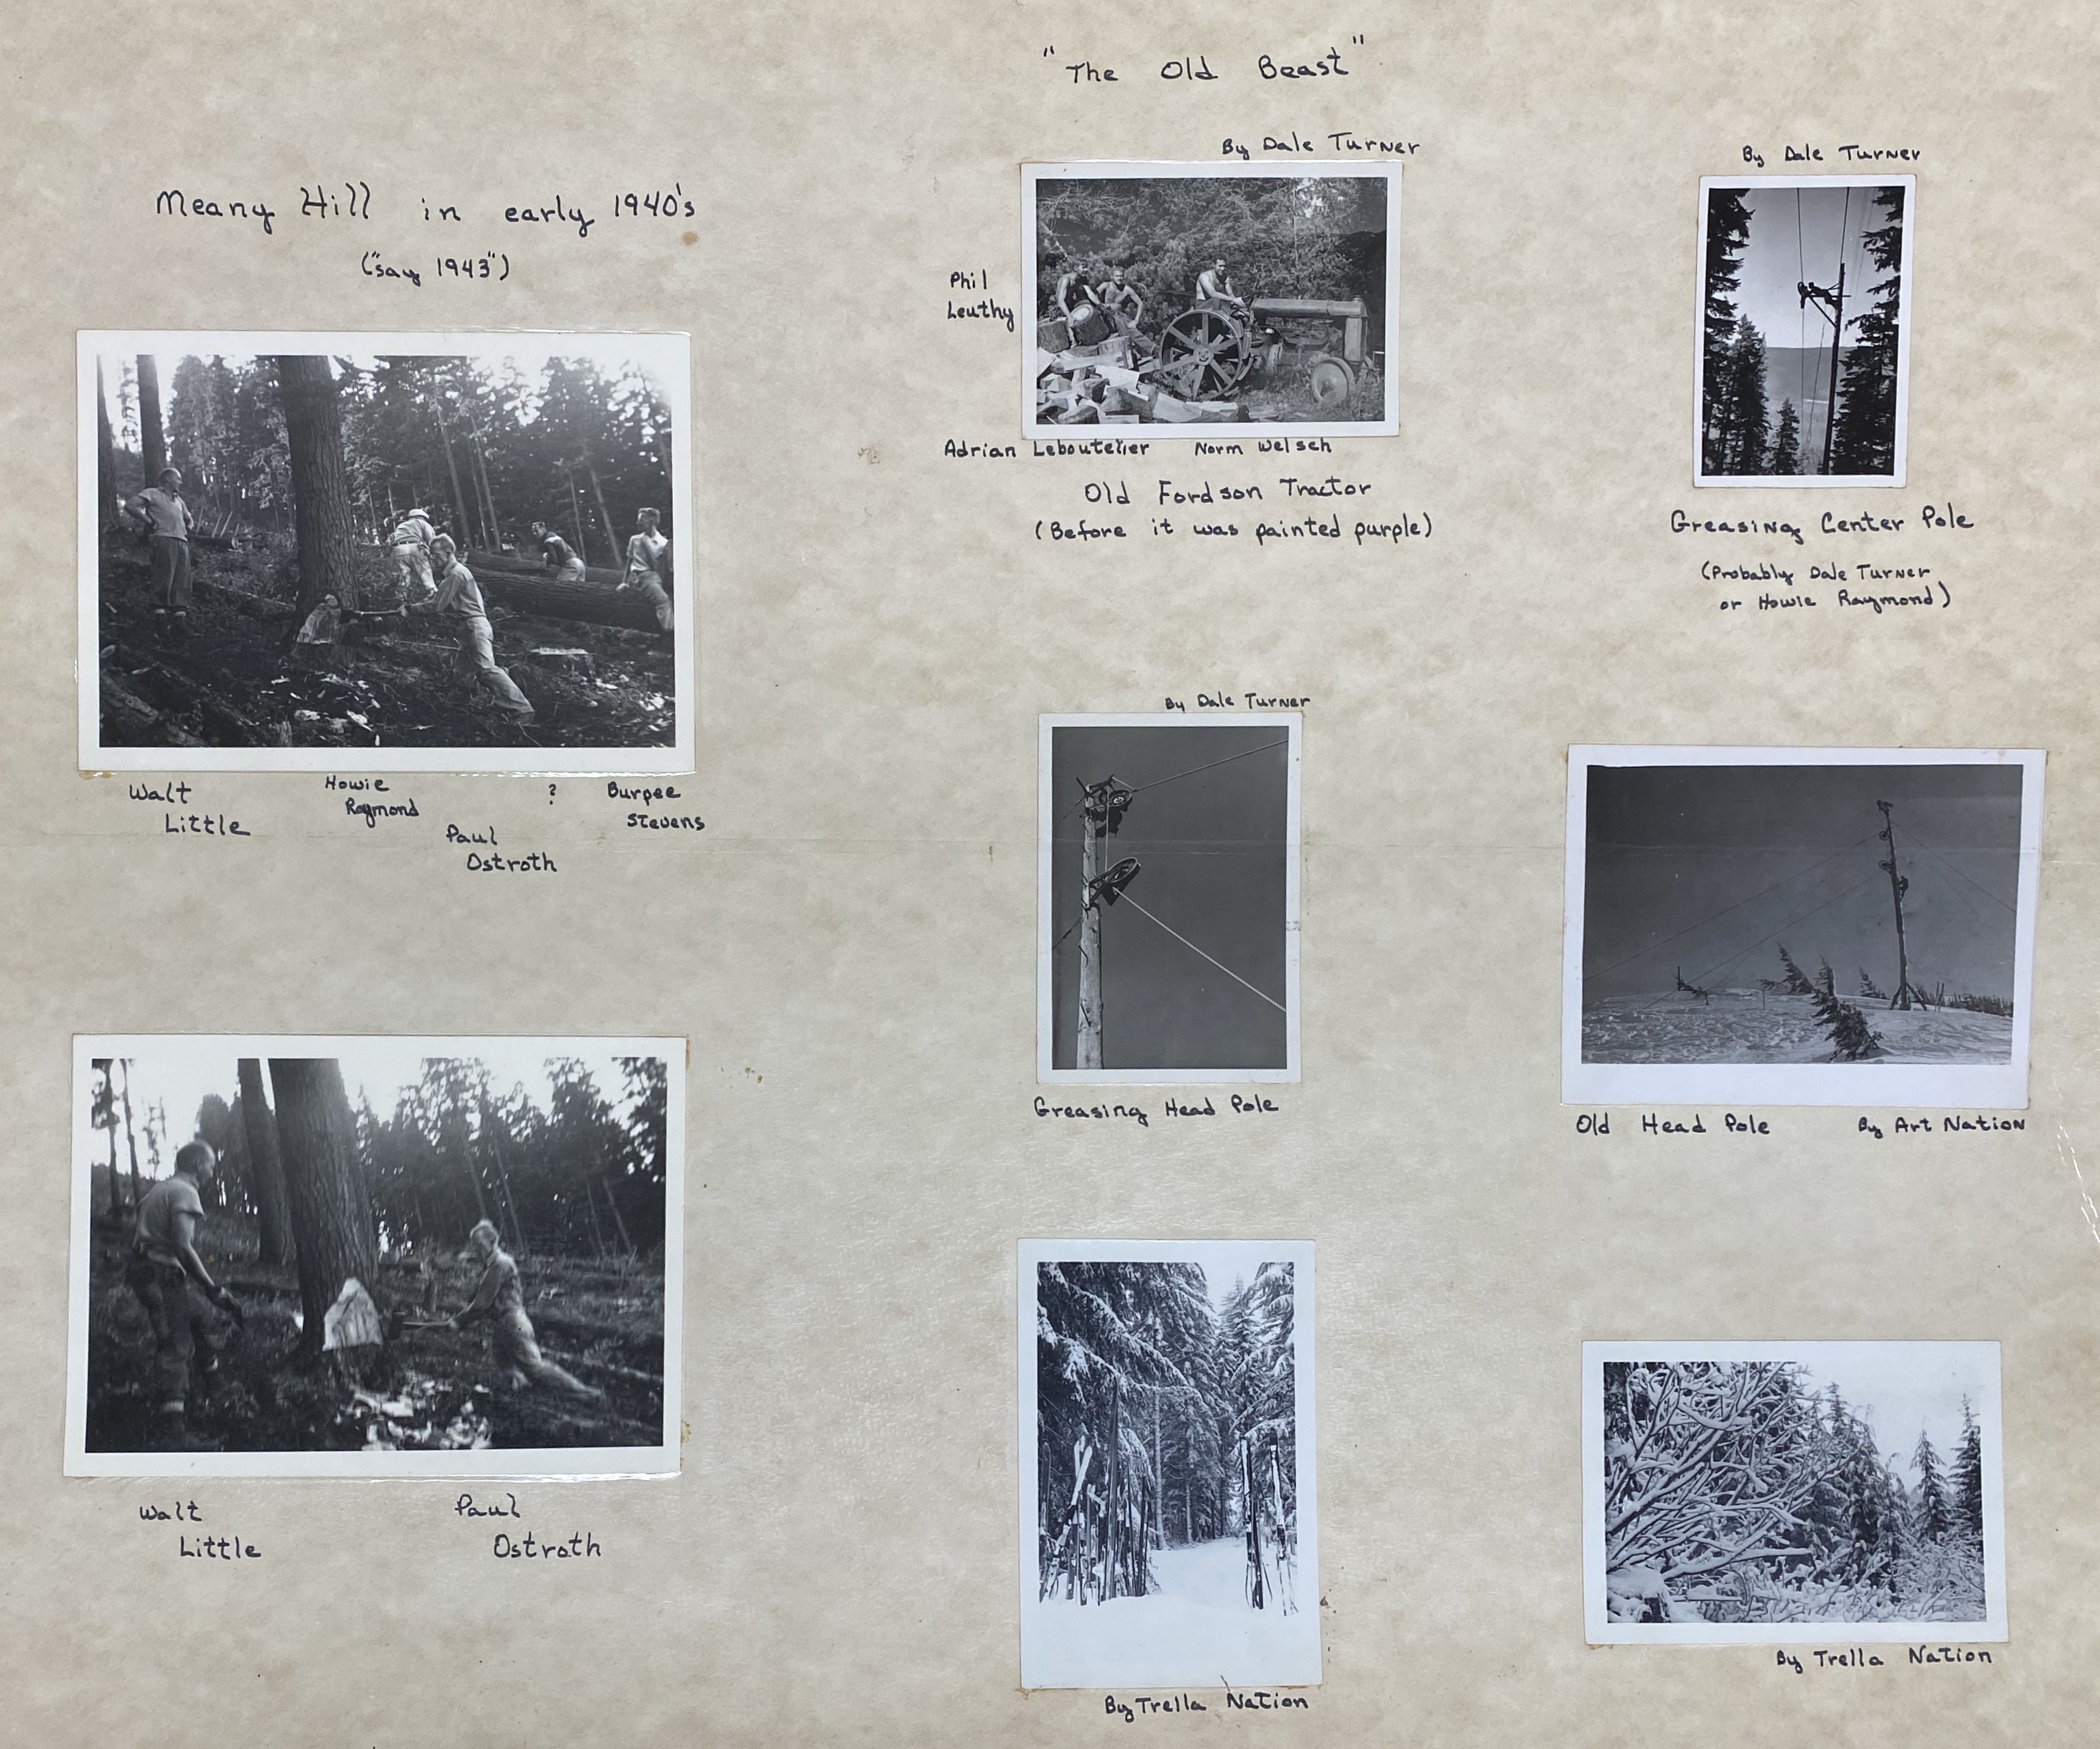 "The Old Beast"
Meany Hill in early 1940's
("say 1943")
Walt
Little
Howie
Raymond
Paul
Ostroth
?
Burpee
Stevens
Walt
Little
Paul
Ostroth
By Dale Turner
Phil
Leuthy
Adrian Leboutelier Norm Welsch
Old Fordson Tractor
(Before it was painted purple)
By Dale Turner
Greasing Center Pole
(Probably Dale Turner
or Howie Raymond)
By Dale Turner
Greasing Head Pole
Old Head Pole By Art Nation
By Trella Nation
By Trella Nation